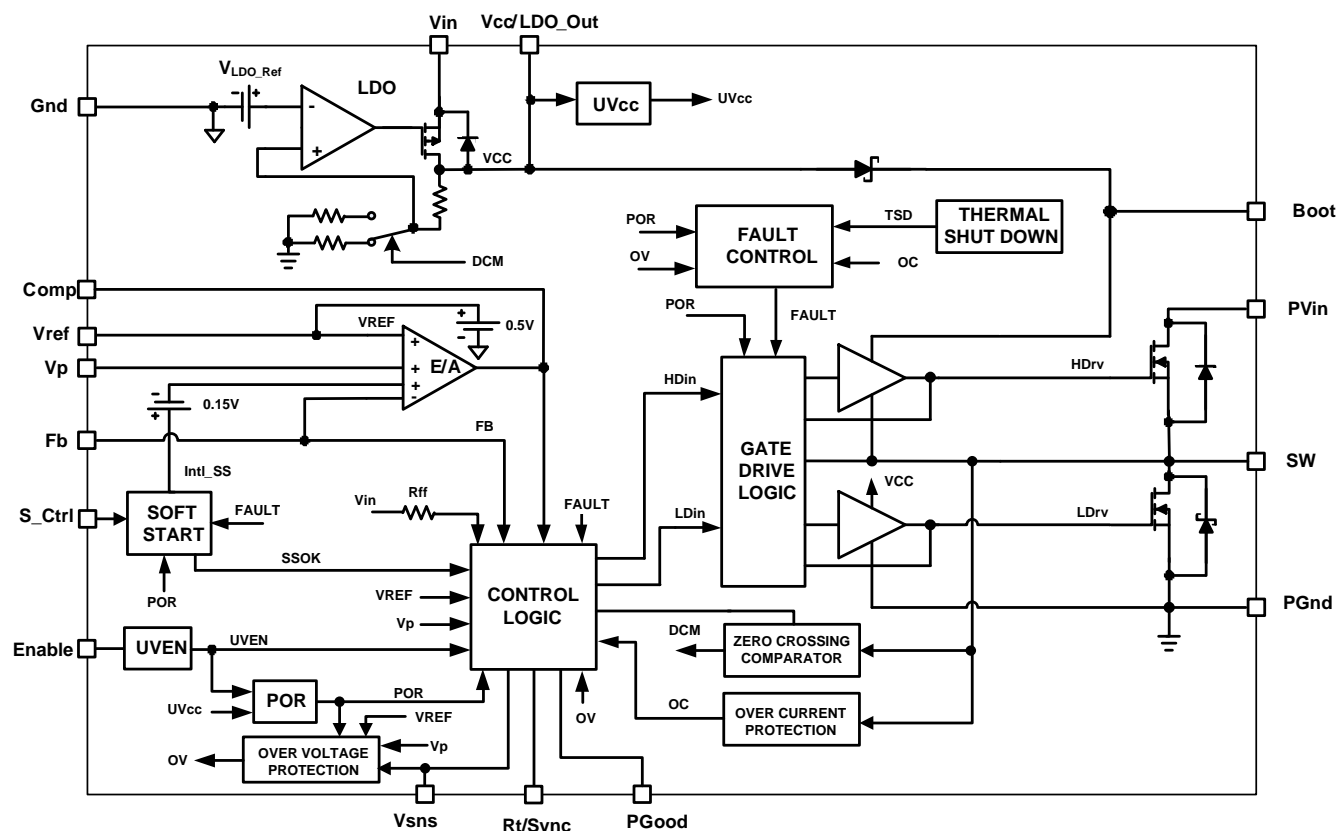 Vin
Vcc/LDO_Out
Gnd
VLDO_Ref
-
+
LDO
-
+
UVcc
UVcc
VCC
DCM
Boot
POR
OV
FAULT
CONTROL
TSD
OC
THERMAL
SHUT DOWN
Comp
Vref
Vp
VREF
+
-
0.5V
+
+
+
-
E/A
-
+
0.15V
POR
FAULT
PVin
HDin
HDrv
Fb
FB
Intl_SS
GATE
DRIVE
LOGIC
SW
VCC
S_Ctrl
SOFT
START
FAULT
Vin
Rff
FAULT
LDin
LDrv
SSOK
POR
VREF
Vp
CONTROL
LOGIC
PGnd
Enable
UVEN
UVEN
DCM
ZERO CROSSING
COMPARATOR
UVcc
POR
POR
VREF
Vp
OV
OC
OVER CURRENT
PROTECTION
OV
OVER VOLTAGE
PROTECTION
Vsns
Rt/Sync
PGood